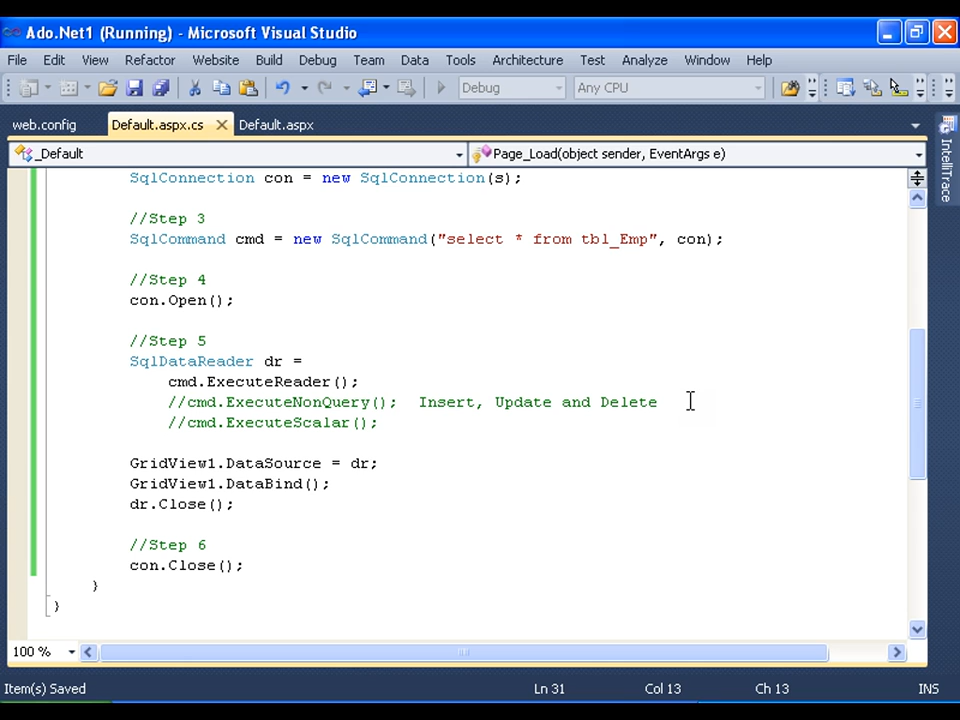 Ado.Net1 (Running) - Microsoft Visual Studio
File Edit View Refactor Website Build Debug Team Data Tools Architecture Test Analyze Window Help
Debug Any CPU
web.config Default.aspx.cs Default.aspx
_Default Page_Load(object sender, EventArgs e)
IntelliTrace
SqlConnection con = new SqlConnection(s);
//Step 3
SqlCommand cmd = new SqlCommand("select * from tbl_Emp", con);
//Step 4
con.Open();
//Step 5
SqlDataReader dr =
cmd.ExecuteReader();
//cmd.ExecuteNonQuery(); Insert, Update and Delete
//cmd.ExecuteScalar();
GridView1.DataSource = dr;
GridView1.DataBind();
dr.Close();
//Step 6
con.Close();
}
}
100 %
Item(s) Saved Ln 31 Col 13 Ch 13 INS